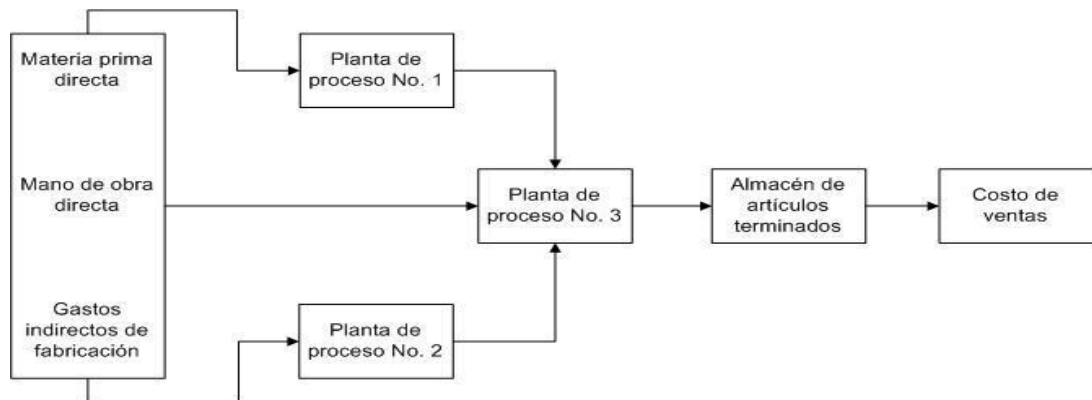 Materia prima
directa
Mano de obra
directa
Gastos
indirectos de
fabricación
Planta de
proceso No. 1
Planta de
proceso No. 3
Planta de
proceso No. 2
Almacén de
artículos
terminados
Costo de
ventas